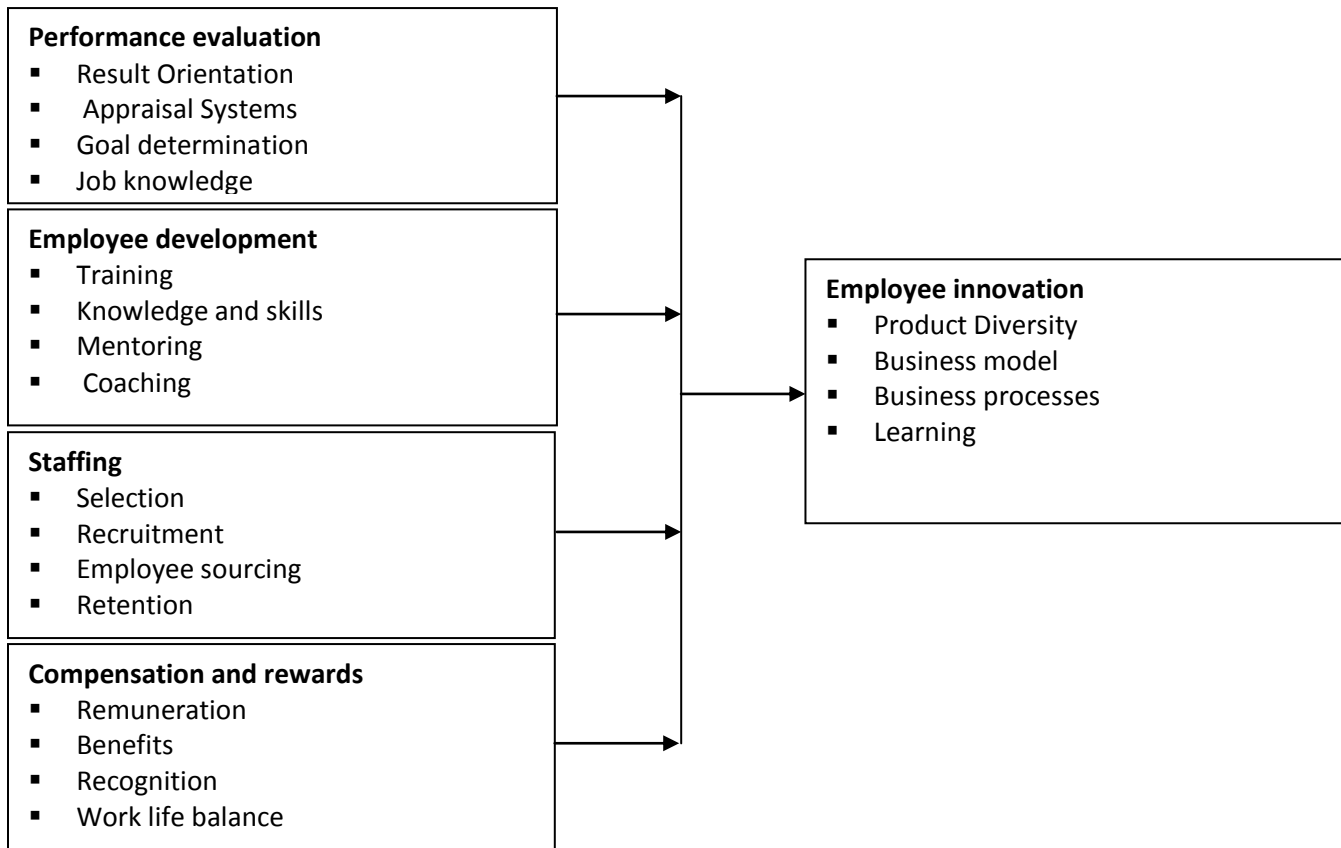 Performance evaluation
▪ Result Orientation
▪ Appraisal Systems
▪ Goal determination
▪ Job knowledge
Employee development
▪ Training
▪ Knowledge and skills
▪ Mentoring
▪ Coaching
Staffing
▪ Selection
▪ Recruitment
▪ Employee sourcing
▪ Retention
Compensation and rewards
▪ Remuneration
▪ Benefits
▪ Recognition
▪ Work life balance
Employee innovation
▪ Product Diversity
▪ Business model
▪ Business processes
▪ Learning